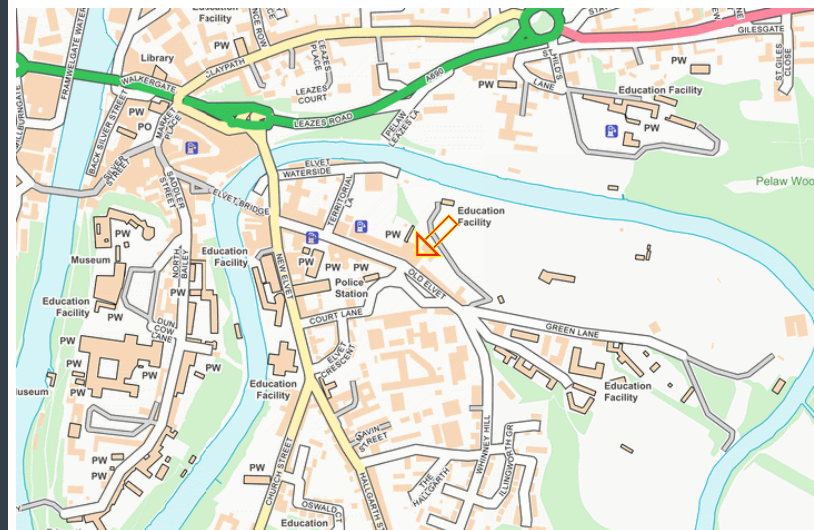 Education
Facility
PW
NCE ROW
LEAZES
PLACE
GILESGATE
ST GILES
CLOSE
FRAMWELGATE WATER
Library
CLAYPATH
A690
HILD'S
LANE
PW
PW
Education Facility
WALKERGATE
LEAZES
COURT
PW
BACK SILVER STREET
PW
PO
MARKET
PLACE
LEAZES ROAD
PELAW
LEAZES LA
PW
SILVER
STREET
SADDLER
STREET
ELVET
WATERSIDE
Pelaw Woo
ELVET BRIDGE
TERRITORIAL
LA
Education
Facility
PW
PW
Museum
NORTH
BAILEY
Education
Facility
NEW ELVET
PW
PW
PW
Police
Station
OLD ELVET
Education
Facility
PW
DUN
COW
LANE
COURT LANE
GREEN LANE
PW
PW
ELVET
CRESCENT
useum
PW
PW
PW
PW
Education
Facility
Education
Facility
MAVIN
STREET
WHINNEY HILL
ILLINGWORTH GR
CHURCH STREET
PW
THE
HALLGARTH
HALLGARTH S
OSWALD CT
PW
Education